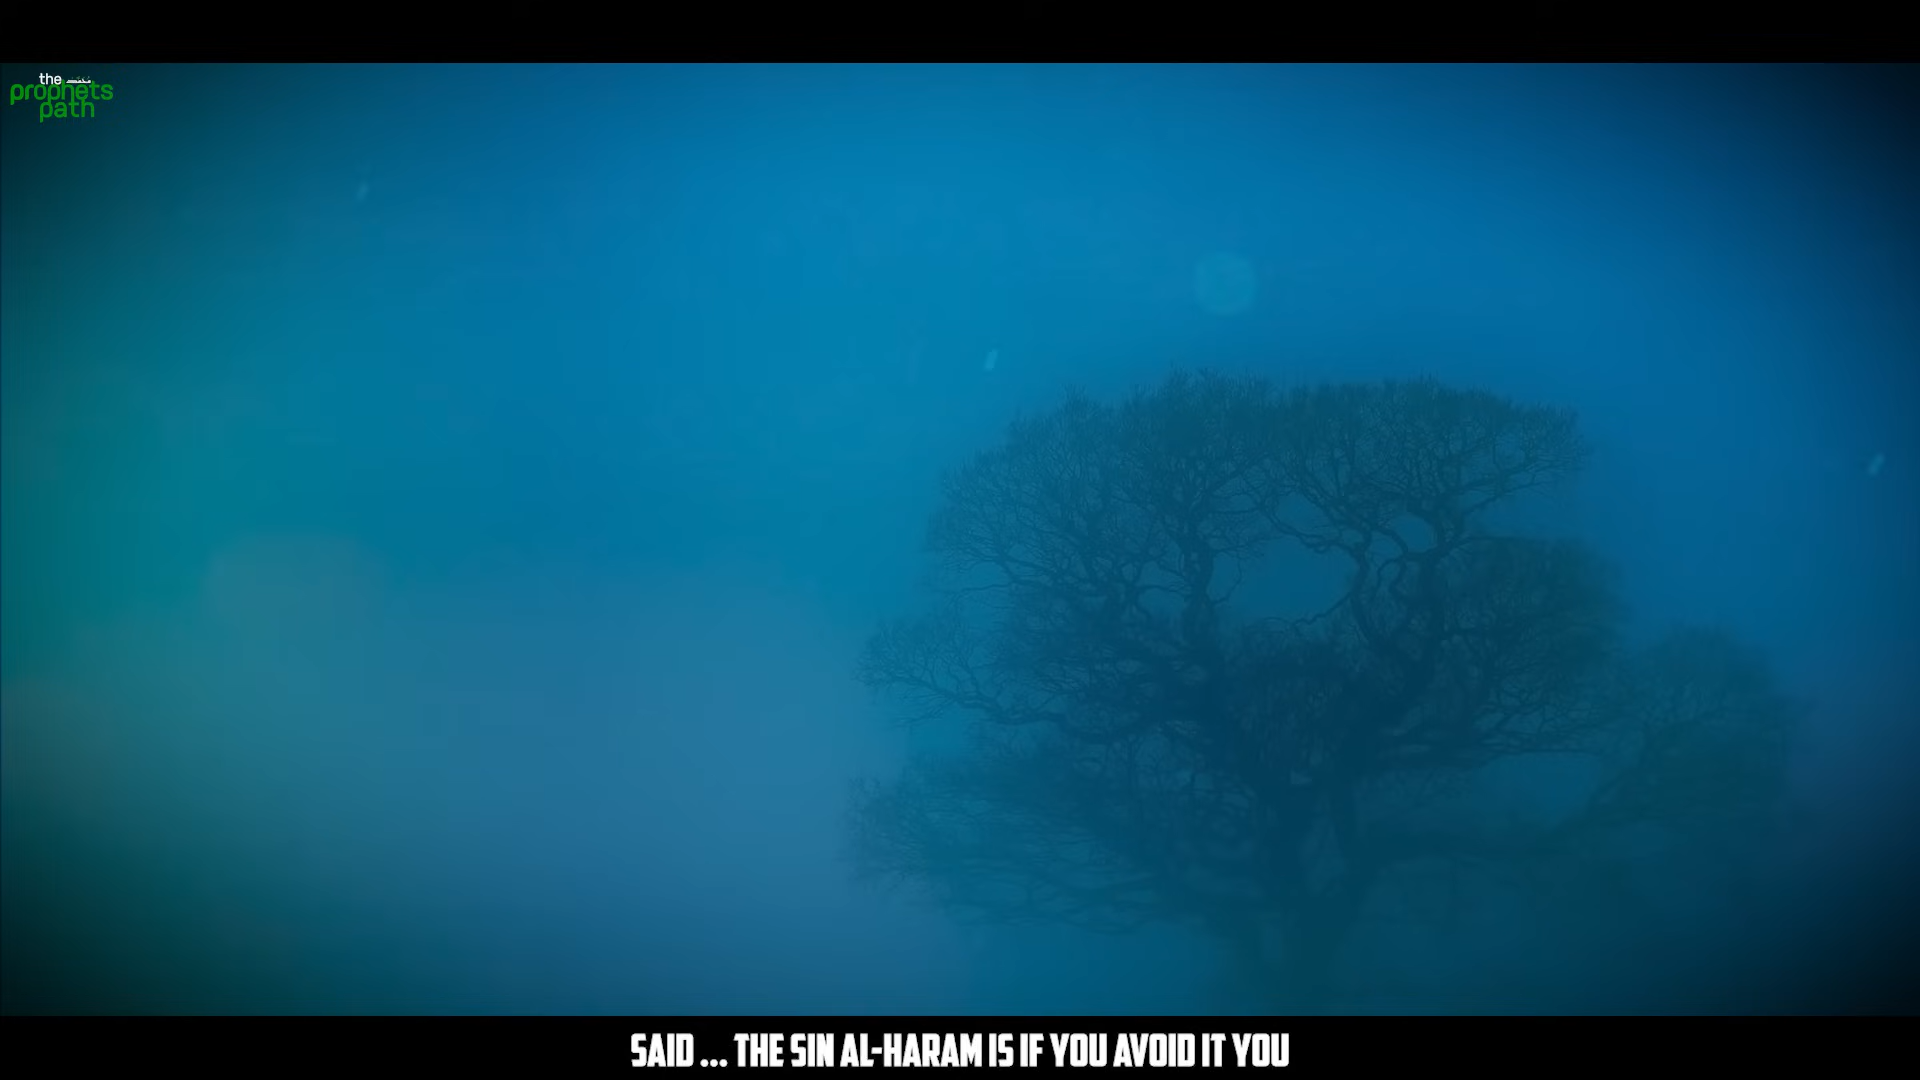 the
prophets
path
SAID ... THE SIN AL-HARAM IS IF YOU AVOID IT YOU